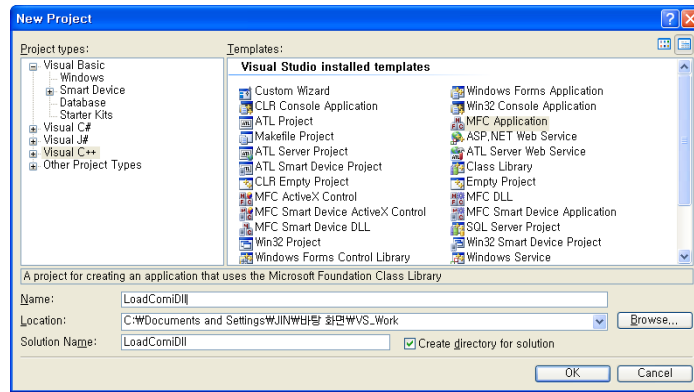 New Project
Project types:
Visual Basic
Windows
Smart Device
Database
Starter Kits
Visual C#
Visual J#
Visual C++
Other Project Types
Templates:
Visual Studio installed templates
Custom Wizard
CLR Console Application
ATL Project
Makefile Project
ATL Server Project
ATL Smart Device Project
CLR Empty Project
MFC ActiveX Control
MFC Smart Device ActiveX Control
MFC Smart Device DLL
Win32 Project
Windows Forms Control Library
Windows Forms Application
Win32 Console Application
MFC Application
ASP.NET Web Service
ATL Server Web Service
Class Library
Empty Project
MFC DLL
MFC Smart Device Application
SQL Server Project
Win32 Smart Device Project
Windows Service
A project for creating an application that uses the Microsoft Foundation Class Library
Name: LoadComiDll
Location: C:₩Documents and Settings₩JIN₩바탕 화면₩VS_Work Browse...
Solution Name: LoadComiDll Create directory for solution
OK Cancel